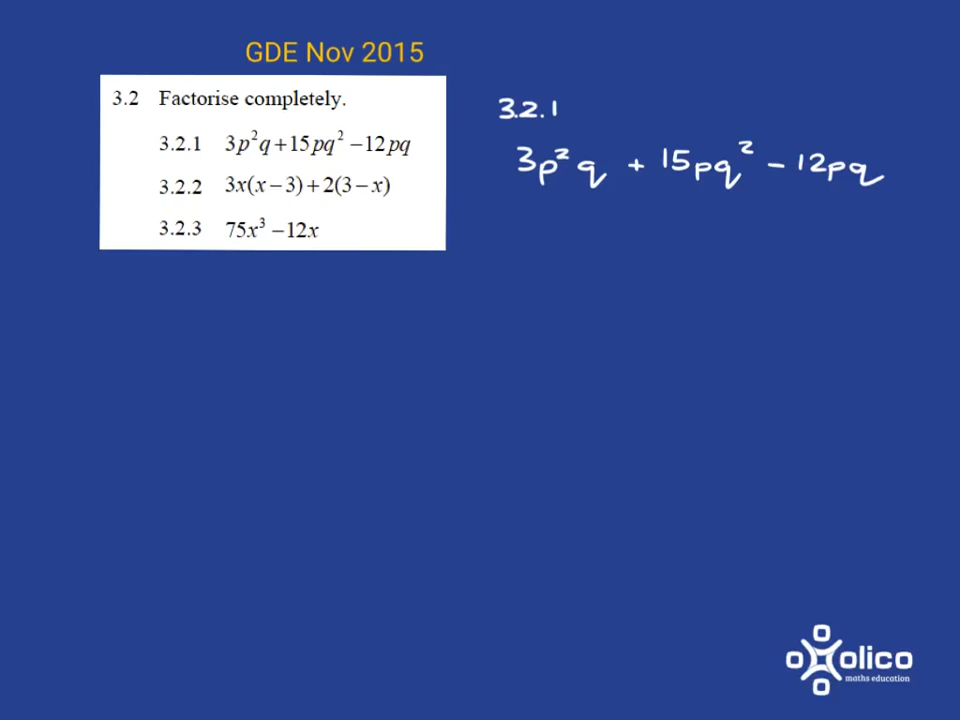 GDE Nov 2015
3.2 Factorise completely.
3.2.1 3p²q + 15pq² − 12pq
3.2.2 3x(x − 3) + 2(3 − x)
3.2.3 75x³ − 12x
3.2.1
3p²q + 15pq² − 12pq
olico
maths education